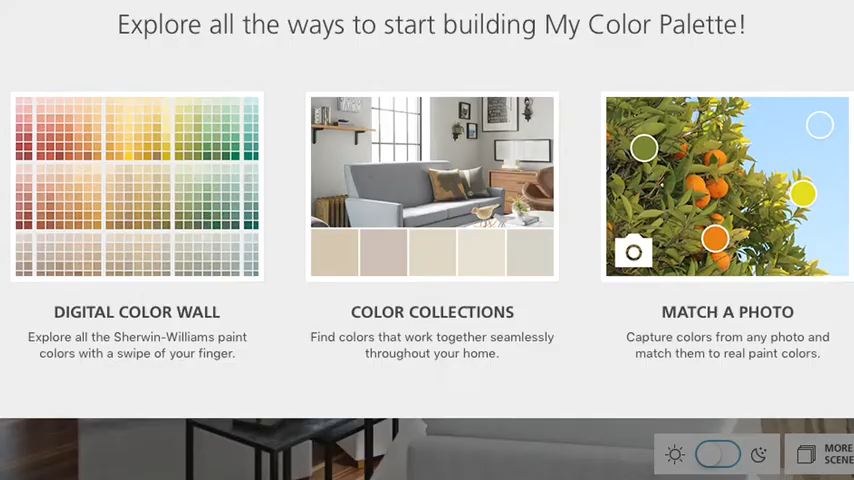 Explore all the ways to start building My Color Palette!
DIGITAL COLOR WALL
Explore all the Sherwin-Williams paint
colors with a swipe of your finger.
COLOR COLLECTIONS
Find colors that work together seamlessly
throughout your home.
MATCH A PHOTO
Capture colors from any photo and
match them to real paint colors.
MORE
SCENE